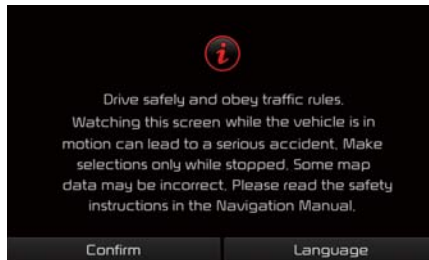 i
Drive safely and obey traffic rules.
Watching this screen while the vehicle is in
motion can lead to a serious accident. Make
selections only while stopped. Some map
data may be incorrect. Please read the safety
instructions in the Navigation Manual.
Confirm
Language